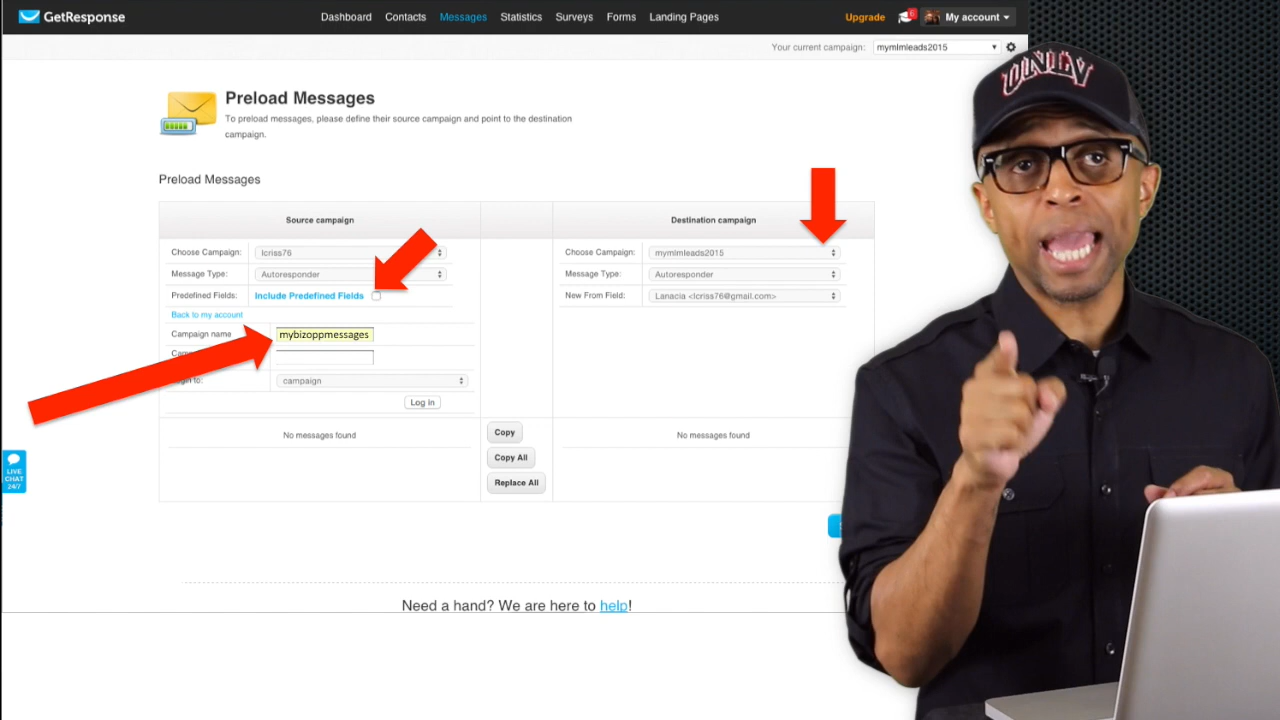 GetResponse
Dashboard Contacts Messages Statistics Surveys Forms Landing Pages Upgrade 6 My account
Your current campaign: mymlmleads2015
Preload Messages
To preload messages, please define their source campaign and point to the destination
campaign.
Preload Messages
Source campaign Destination campaign
Choose Campaign: lcriss76 Choose Campaign: mymlmleads2015
Message Type: Autoresponder Message Type: Autoresponder
Predefined Fields: Include Predefined Fields New From Field: Lanacia <lcriss76@gmail.com>
Back to my account
Campaign name mybizoppmessages
campaign
Log in
No messages found Copy No messages found
Copy All
Replace All
LIVE
CHAT
24/7
Need a hand? We are here to help!
UNLV